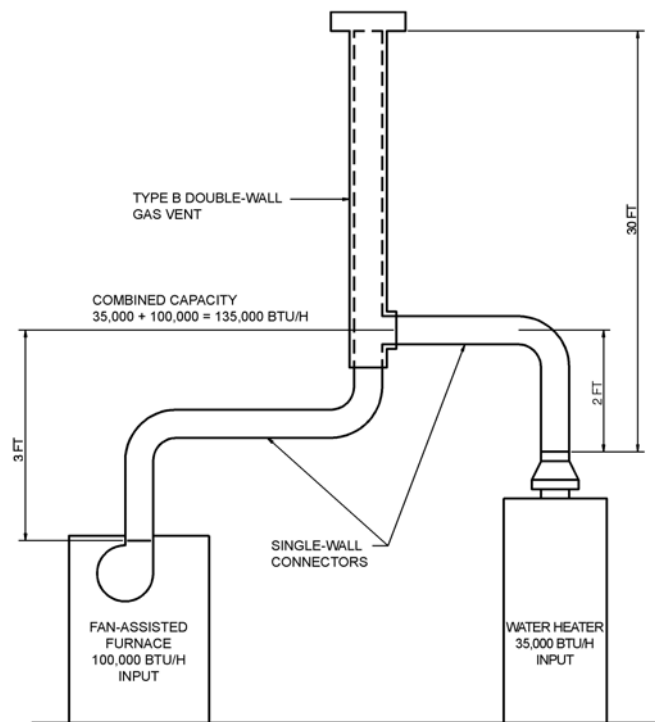 TYPE B DOUBLE-WALL
GAS VENT
30 FT
COMBINED CAPACITY
35,000 + 100,000 = 135,000 BTU/H
3 FT
2 FT
SINGLE-WALL
CONNECTORS
FAN-ASSISTED
FURNACE
100,000 BTU/H
INPUT
WATER HEATER
35,000 BTU/H
INPUT